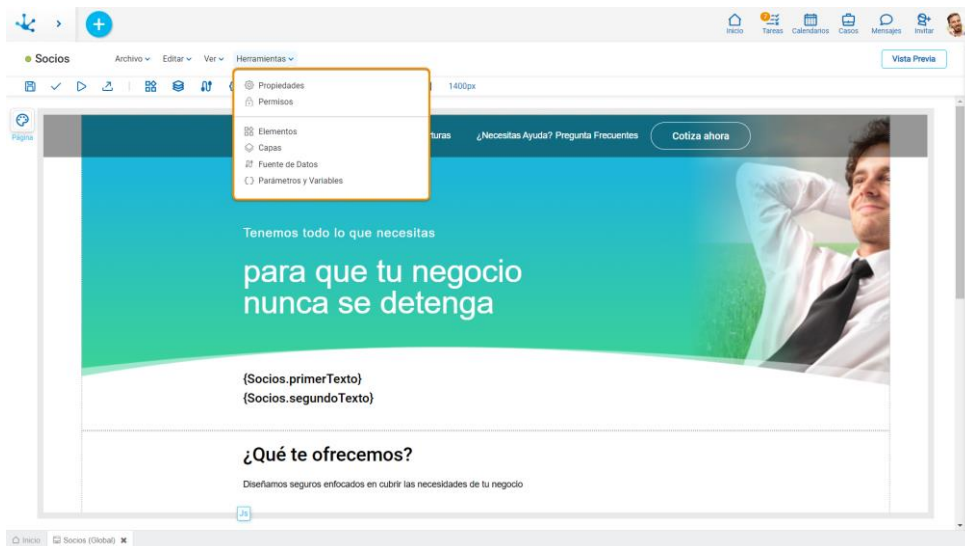 7
Inicio
Tareas
Calendarios
Casos
Mensajes
Invitar
Socios
Archivo
Editar
Ver
Herramientas
Vista Previa
Propiedades
1400px
Permisos
Página
Elementos
Capas
Fuente de Datos
{ } Parámetros y Variables
¿Necesitas Ayuda? Pregunta Frecuentes
Cotiza ahora
Tenemos todo lo que necesitas
para que tu negocio
nunca se detenga
{Socios.primerTexto}
{Socios.segundoTexto}
¿Qué te ofrecemos?
Diseñamos seguros enfocados en cubrir las necesidades de tu negocio
Js
Inicio
Socios (Global)